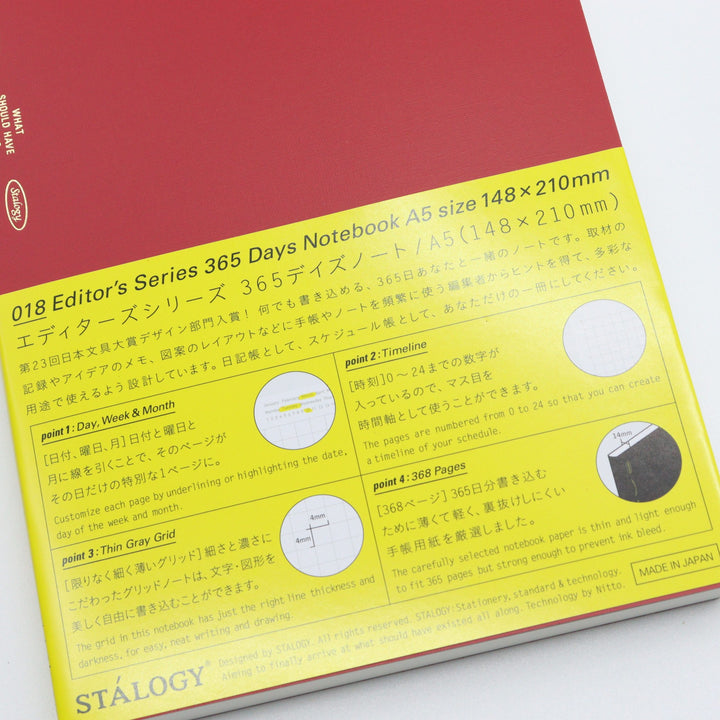 WHAT
SHOULD HAVE
Stalogy
018 Editor's Series 365 Days Notebook A5 size 148×210mm
エディターズシリーズ 365デイズノート/A5(148×210mm)
第23回日本文具大賞デザイン部門入賞! 何でも書き込める、365日あなたと一緒のノートです。取材の
記録やアイデアのメモ、図案のレイアウトなどに手帳やノートを頻繁に使う編集者からヒントを得て、多彩な
用途で使えるよう設計しています。日記帳として、スケジュール帳として、あなただけの一冊にしてください。
point 1 : Day, Week & Month
[日付、曜日、月]日付と曜日と
月に線を引くことで、そのページが
その日だけの特別な1ページに。
Customize each page by underlining or highlighting the date,
day of the week and month.
point 2 : Timeline
[時刻]0〜24までの数字が
入っているので、マス目を
時間軸として使うことができます。
The pages are numbered from 0 to 24 so that you can create
a timeline of your schedule.
point 3 : Thin Gray Grid
4mm
4mm
[限りなく細く薄いグリッド]細さと濃さに
こだわったグリッドノートは、文字・図形を
美しく自由に書き込むことができます。
The grid in this notebook has just the right line thickness and
darkness, for easy, neat writing and drawing.
point 4 : 368 Pages
14mm
[368ページ]365日分書き込む
ために薄くて軽く、裏抜けしにくい
手帳用紙を厳選しました。
The carefully selected notebook paper is thin and light enough
to fit 365 pages but strong enough to prevent ink bleed.
MADE IN JAPAN
STÁLOGY®
Designed by STALOGY. All rights reserved. STALOGY:Stationery, standard & technology.
Aiming to finally arrive at what should have existed all along. Technology by Nitto.